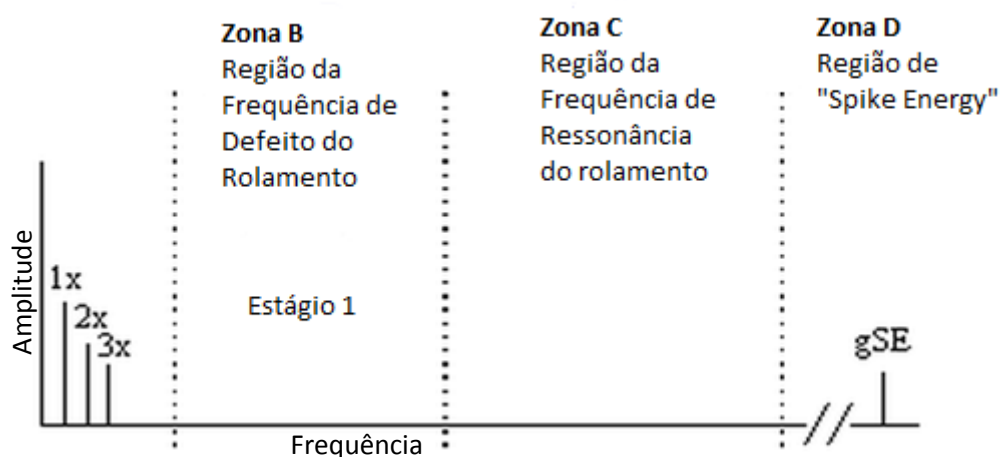 Zona B
Região da
Frequência de
Defeito do
Rolamento
Zona C
Região da
Frequência de
Ressonância
do rolamento
Zona D
Região de
"Spike Energy"
Amplitude
1x
2x
3x
Estágio 1
gSE
Frequência